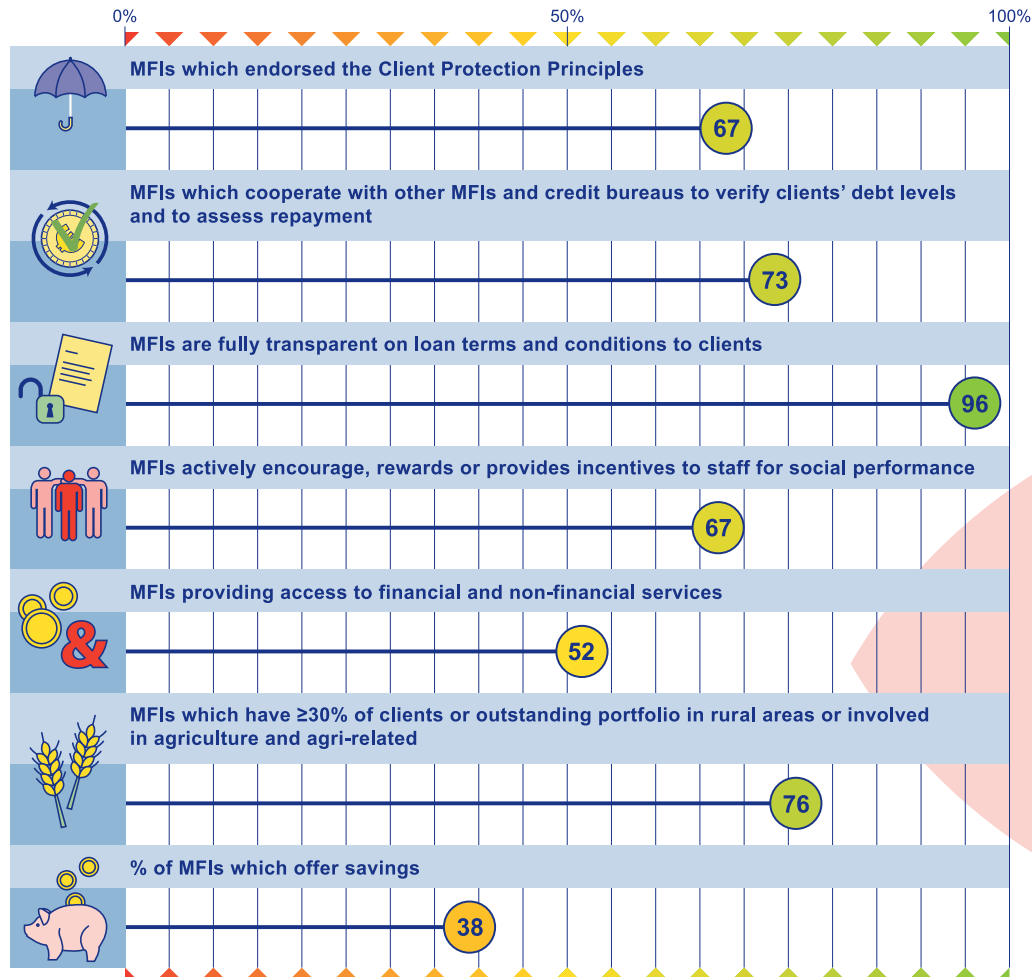 0% 50% 100%
MFIs which endorsed the Client Protection Principles
67
MFIs which cooperate with other MFIs and credit bureaus to verify clients’ debt levels
and to assess repayment
73
MFIs are fully transparent on loan terms and conditions to clients
96
MFIs actively encourage, rewards or provides incentives to staff for social performance
67
MFIs providing access to financial and non-financial services
&
52
MFIs which have ≥30% of clients or outstanding portfolio in rural areas or involved
in agriculture and agri-related
76
% of MFIs which offer savings
38